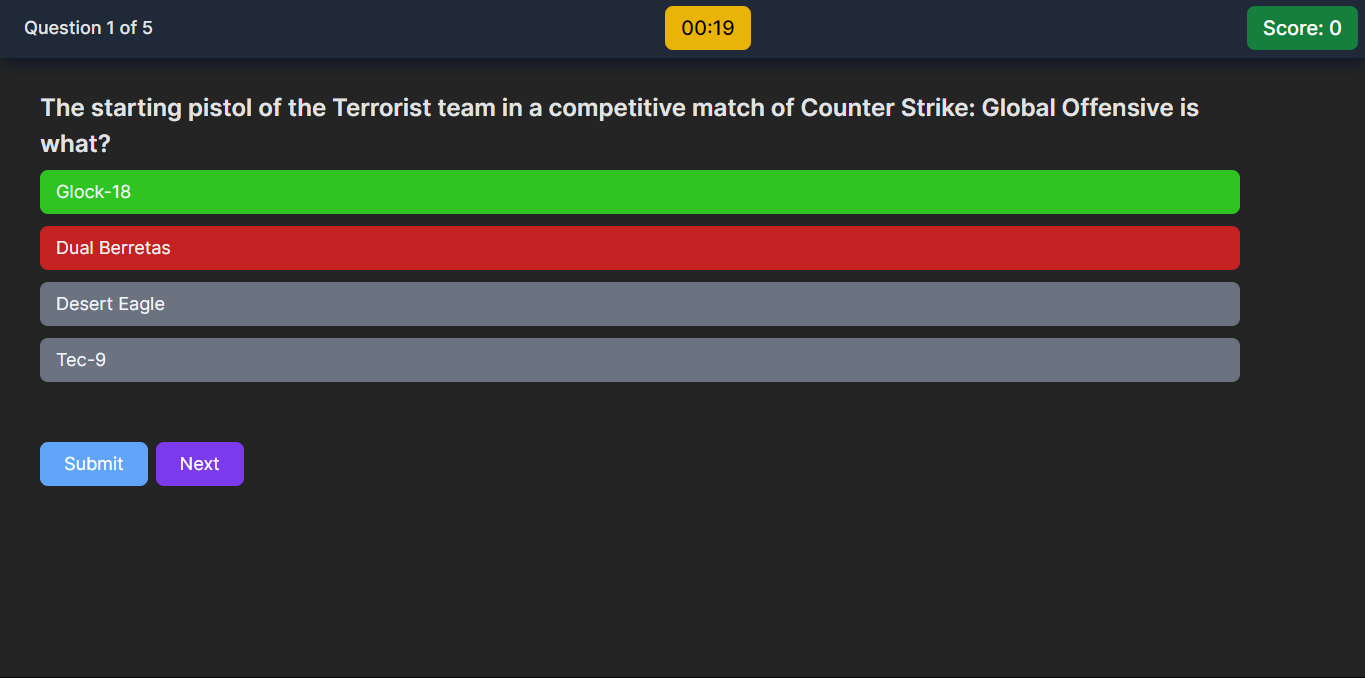 Question 1 of 5
00:19
Score: 0
The starting pistol of the Terrorist team in a competitive match of Counter Strike: Global Offensive is
what?
Glock-18
Dual Berretas
Desert Eagle
Tec-9
Submit
Next